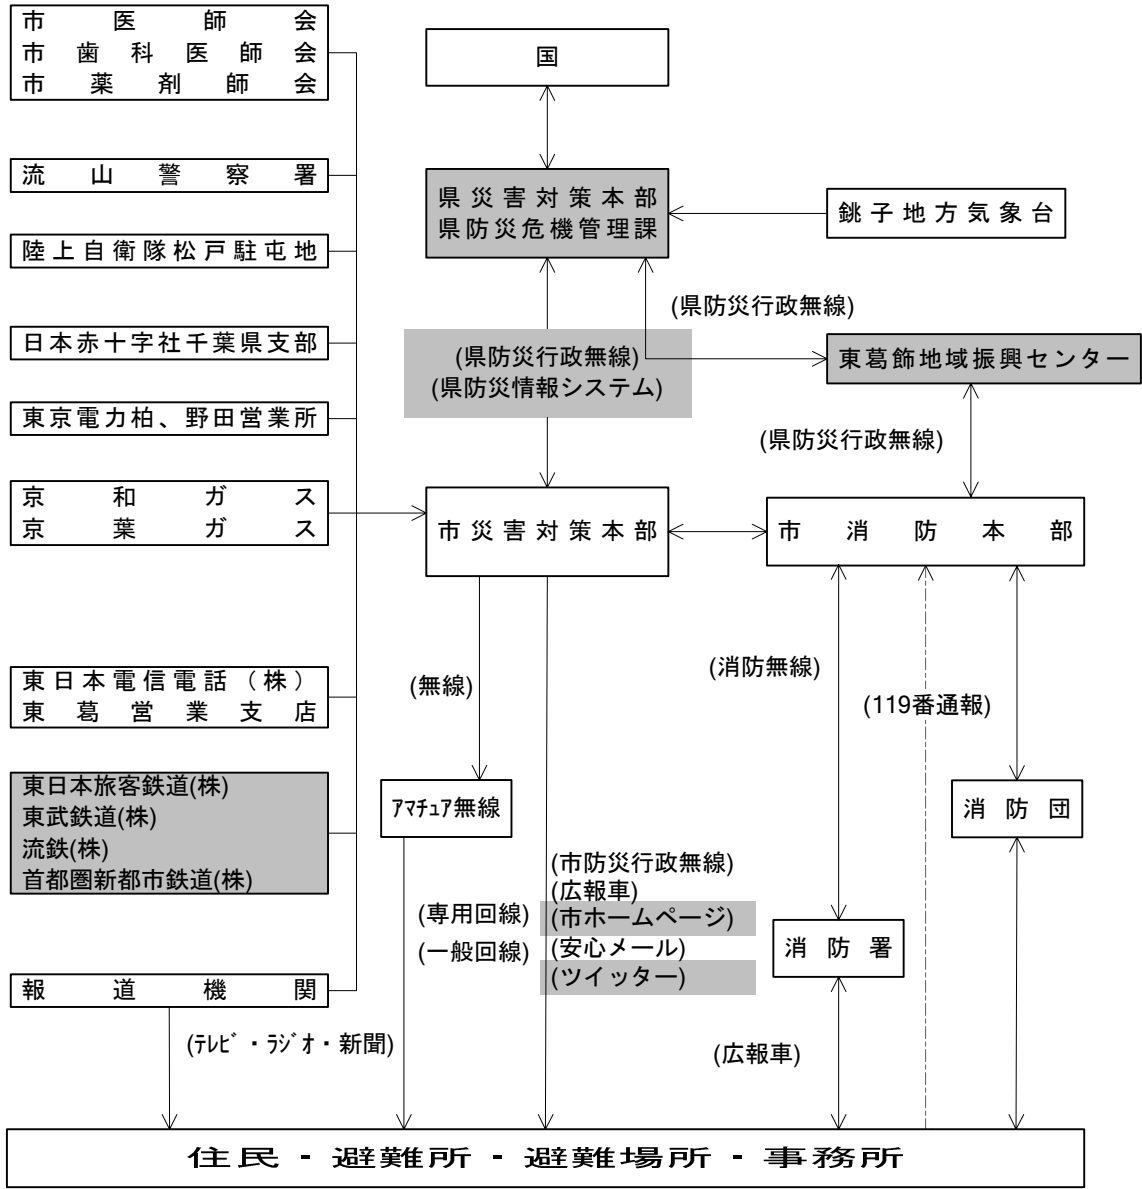 市医師会
市歯科医師会
市薬剤師会
国
流山警察署
県災害対策本部
県防災危機管理課
銚子地方気象台
陸上自衛隊松戸駐屯地
(県防災行政無線)
日本赤十字社千葉県支部
(県防災行政無線)
(県防災情報システム)
東葛飾地域振興センター
東京電力柏、野田営業所
(県防災行政無線)
京和ガス
京葉ガス
市災害対策本部
市消防本部
東日本電信電話（株）
東葛営業支店
(無線)
(消防無線)
(119番通報)
東日本旅客鉄道(株)
東武鉄道(株)
流鉄(株)
首都圏新都市鉄道(株)
ｱﾏﾁｭｱ無線
消防団
(専用回線)
(一般回線)
(市防災行政無線)
(広報車)
(市ホームページ)
(安心メール)
(ツイッター)
消防署
報道機関
(ﾃﾚﾋﾞ・ﾗｼﾞｵ・新聞)
(広報車)
住民・避難所・避難場所・事務所